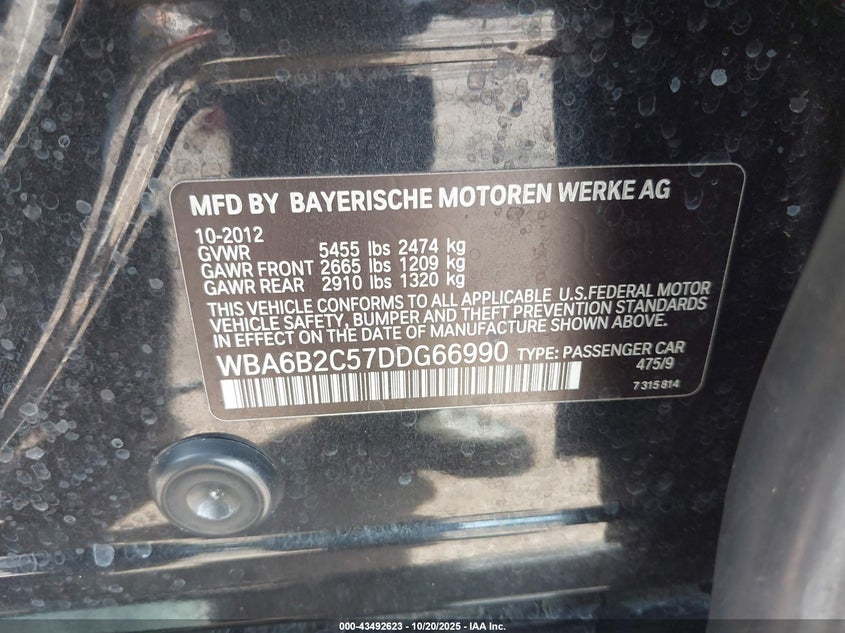 MFD BY BAYERISCHE MOTOREN WERKE AG
10-2012
GVWR 5455 lbs 2474 kg
GAWR FRONT 2665 lbs 1209 kg
GAWR REAR 2910 lbs 1320 kg
THIS VEHICLE CONFORMS TO ALL APPLICABLE U.S.FEDERAL MOTOR
VEHICLE SAFETY, BUMPER AND THEFT PREVENTION STANDARDS
IN EFFECT ON THE DATE OF MANUFACTURE SHOWN ABOVE.
WBA6B2C57DDG66990 TYPE: PASSENGER CAR
475/9
7 315 814
000-43492623 - 10/20/2025 - IAA Inc.